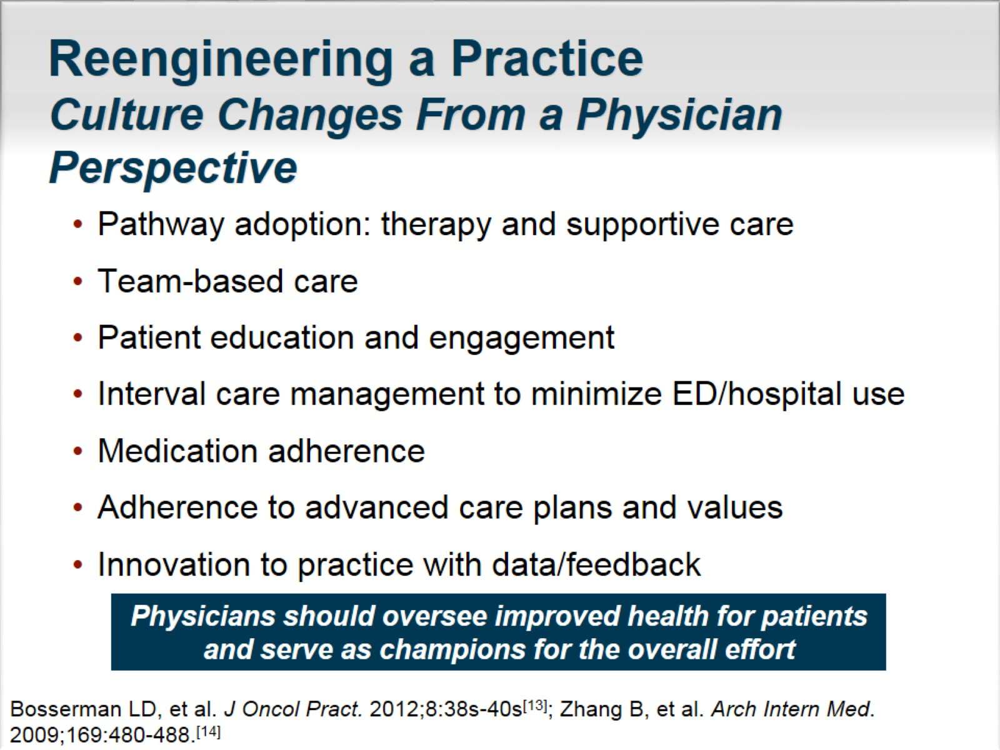 Reengineering a Practice
Culture Changes From a Physician
Perspective
• Pathway adoption: therapy and supportive care
• Team-based care
• Patient education and engagement
• Interval care management to minimize ED/hospital use
• Medication adherence
• Adherence to advanced care plans and values
• Innovation to practice with data/feedback
Physicians should oversee improved health for patients
and serve as champions for the overall effort
Bosserman LD, et al. J Oncol Pract. 2012;8:38s-40s[13]; Zhang B, et al. Arch Intern Med.
2009;169:480-488.[14]